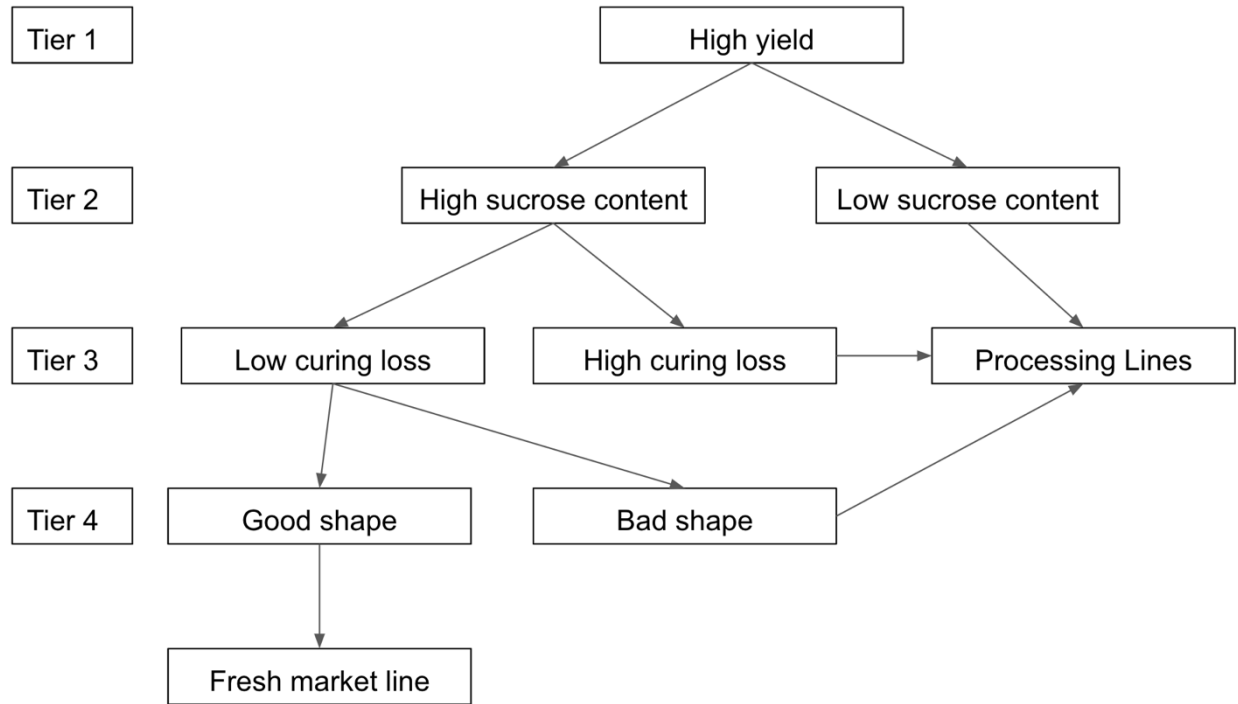 Tier 1
High yield
Tier 2
High sucrose content
Low sucrose content
Tier 3
Low curing loss
High curing loss
Processing Lines
Tier 4
Good shape
Bad shape
Fresh market line